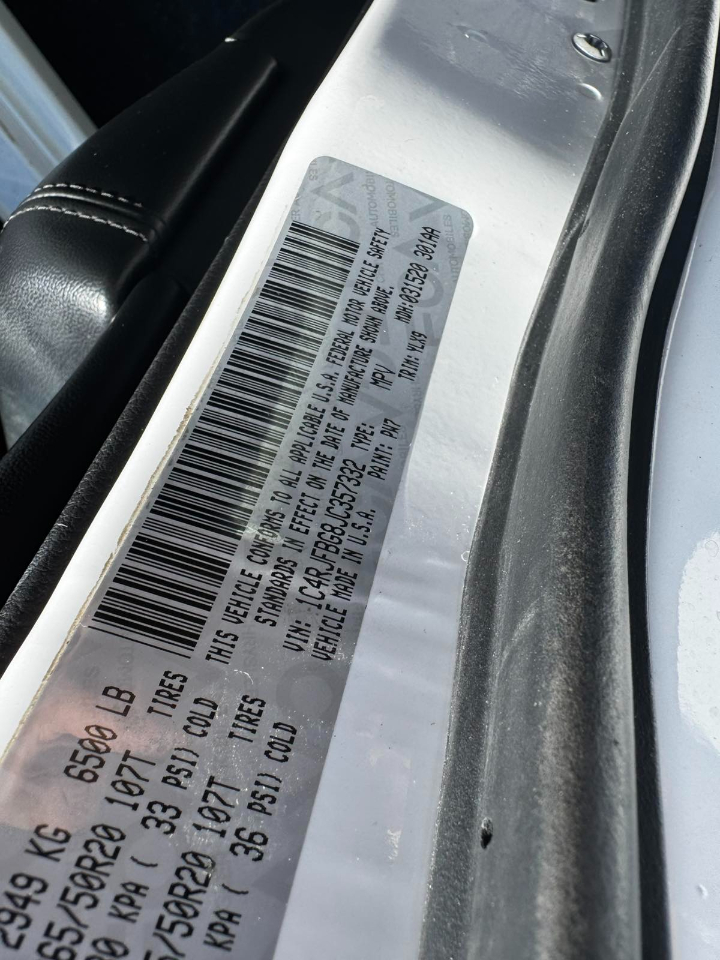 2949 KG 6500 LB
65/50R20 107T TIRES
KPA ( 33 PSI) COLD
/50R20 107T TIRES
KPA ( 36 PSI) COLD
THIS VEHICLE CONFORMS TO ALL APPLICABLE U.S.A. FEDERAL MOTOR VEHICLE SAFETY
STANDARDS IN EFFECT ON THE DATE OF MANUFACTURE SHOWN ABOVE.
VIN: 1C4RJFBG8JC357332 TYPE: MPV MDH:031520 301AA
VEHICLE MADE IN U.S.A. PAINT: PW7 TRIM: YLX9